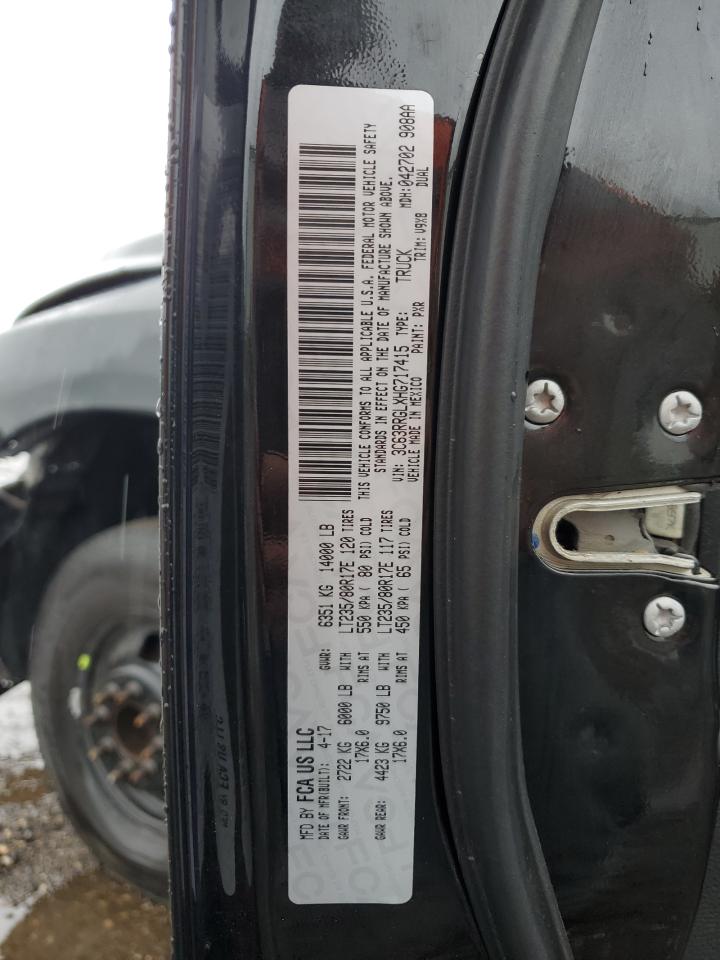 MFD BY FCA US LLC
DATE OF MFR(BUILT): 4-17 GVWR: 6351 KG 14000 LB
GAWR FRONT: 2722 KG 6000 LB WITH LT235/80R17E 120 TIRES
17X6.0 RIMS AT 550 KPA ( 80 PSI) COLD
GAWR REAR: 4423 KG 9750 LB WITH LT235/80R17E 117 TIRES
17X6.0 RIMS AT 450 KPA ( 65 PSI) COLD
THIS VEHICLE CONFORMS TO ALL APPLICABLE U.S.A. FEDERAL MOTOR VEHICLE SAFETY
STANDARDS IN EFFECT ON THE DATE OF MANUFACTURE SHOWN ABOVE.
VIN: 3C63RRGLXHG717415 TYPE: TRUCK MDH:042702 908AA
VEHICLE MADE IN MEXICO PAINT: PXR TRIM: V9X8 DUAL